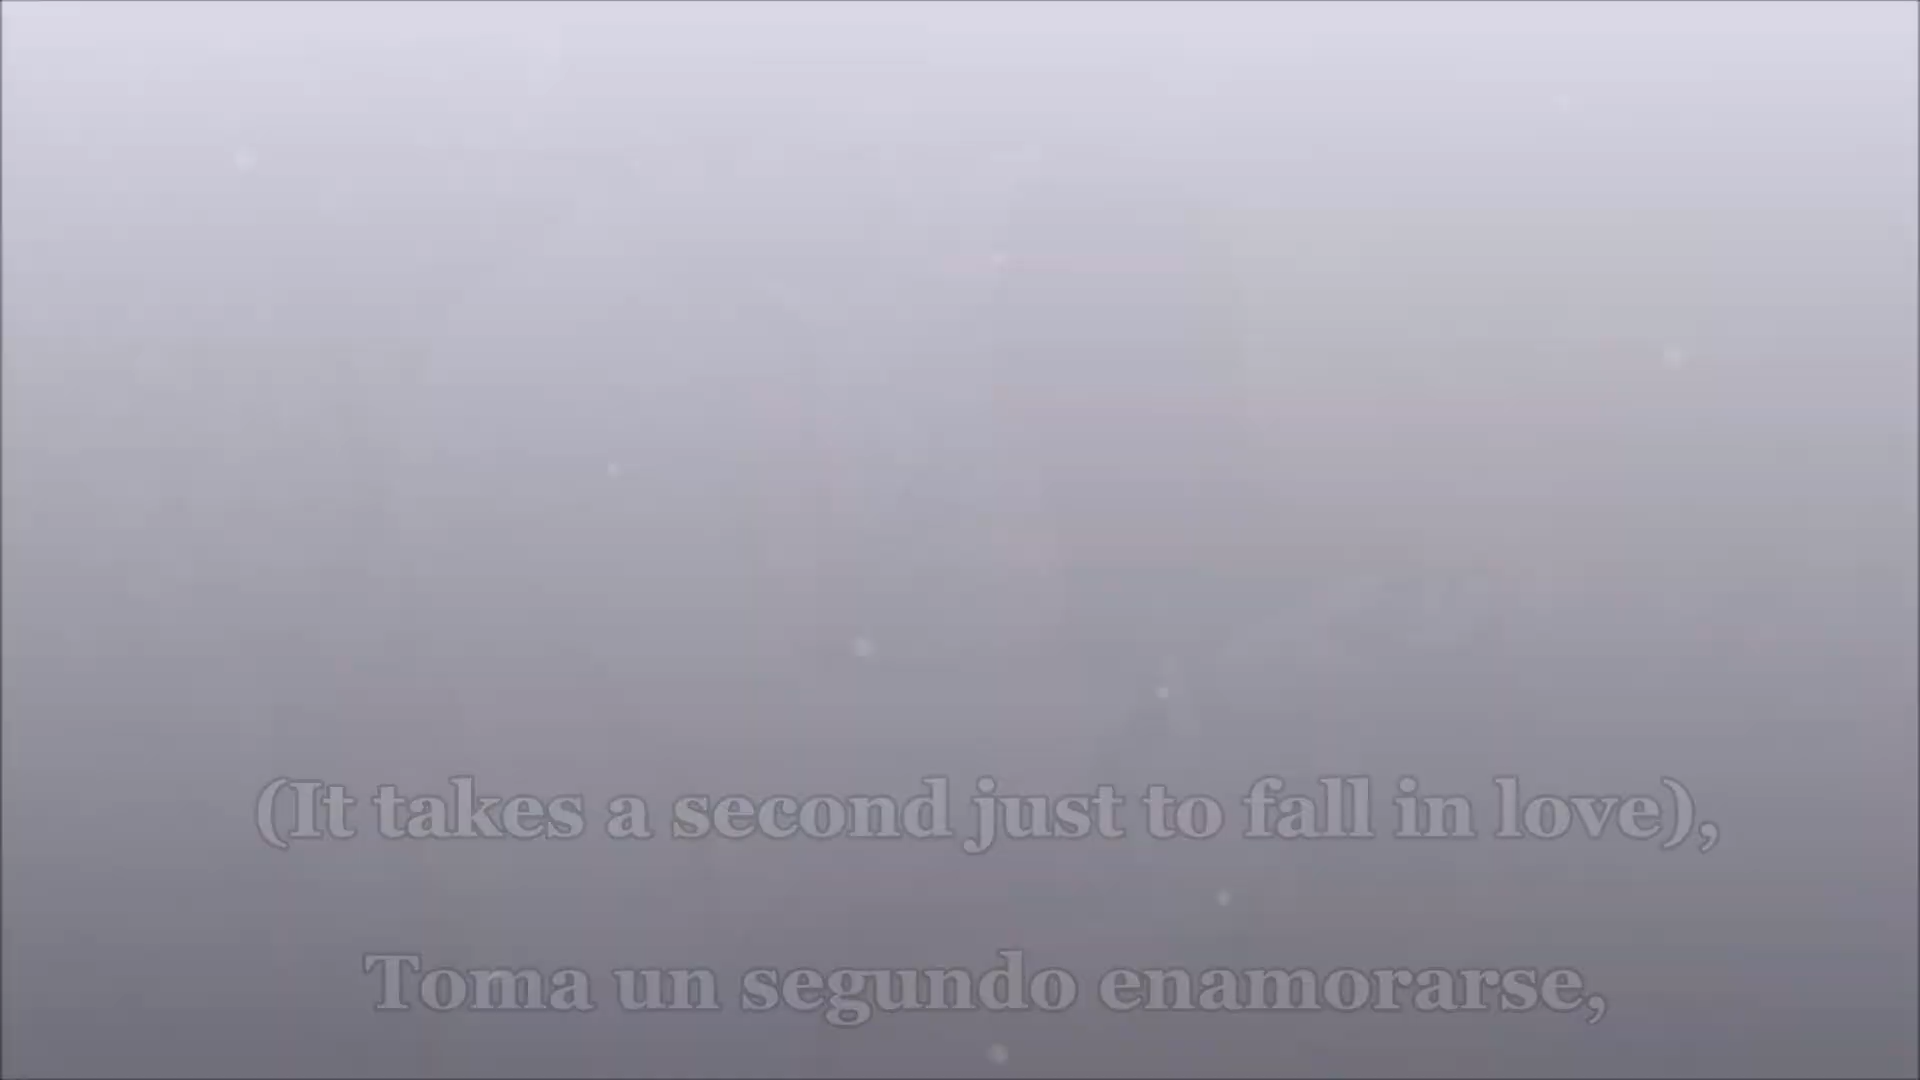 (It takes a second just to fall in love),
Toma un segundo enamorarse,